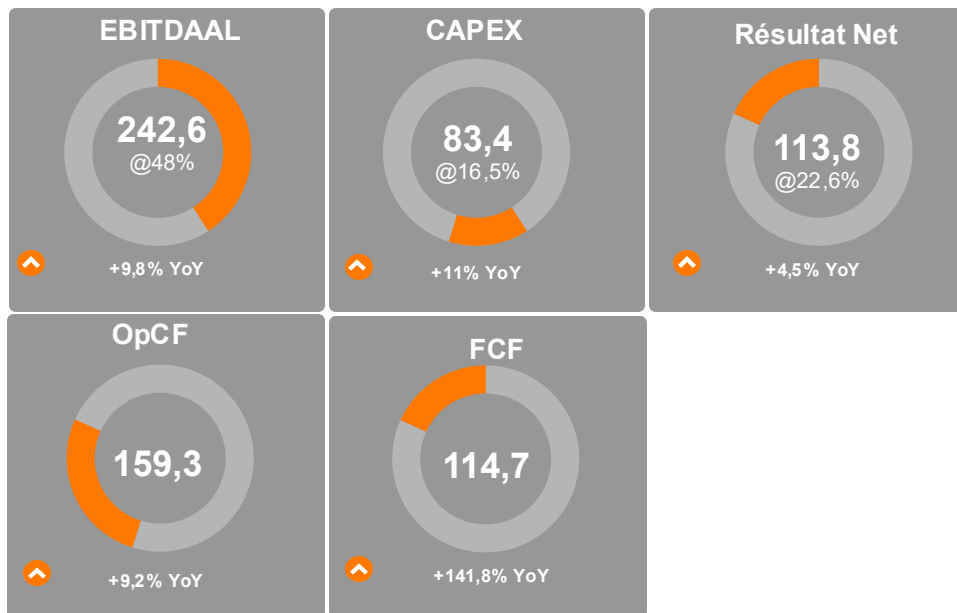 EBITDAAL
242,6
@48%
+9,8% YoY
CAPEX
83,4
@16,5%
+11% YoY
Résultat Net
113,8
@22,6%
+4,5% YoY
OpCF
159,3
+9,2% YoY
FCF
114,7
+141,8% YoY